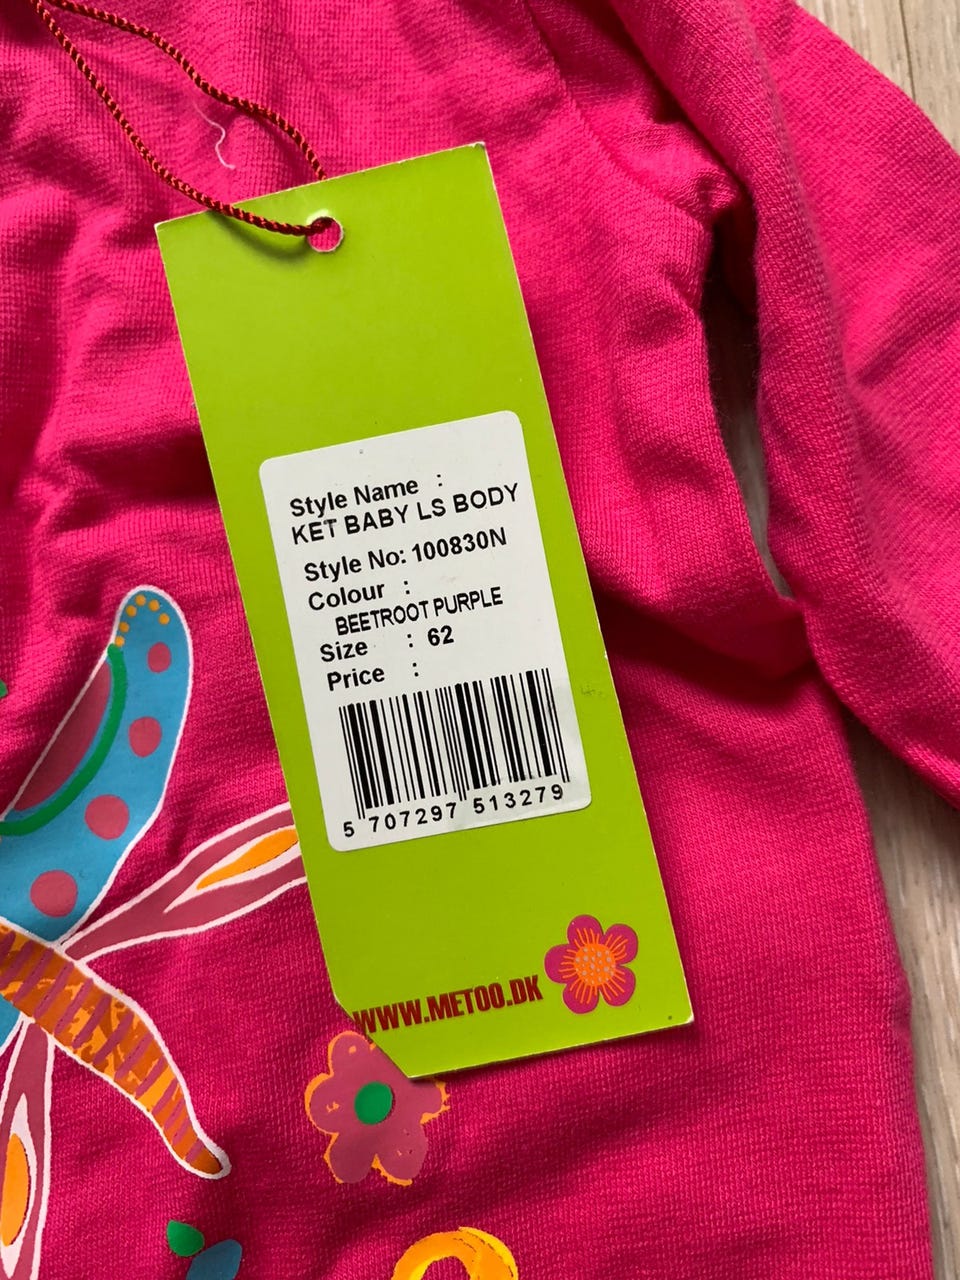 Style Name :
KET BABY LS BODY
Style No: 100830N
Colour :
BEETROOT PURPLE
Size : 62
Price :
5 707297 513279
WWW.METOO.DK